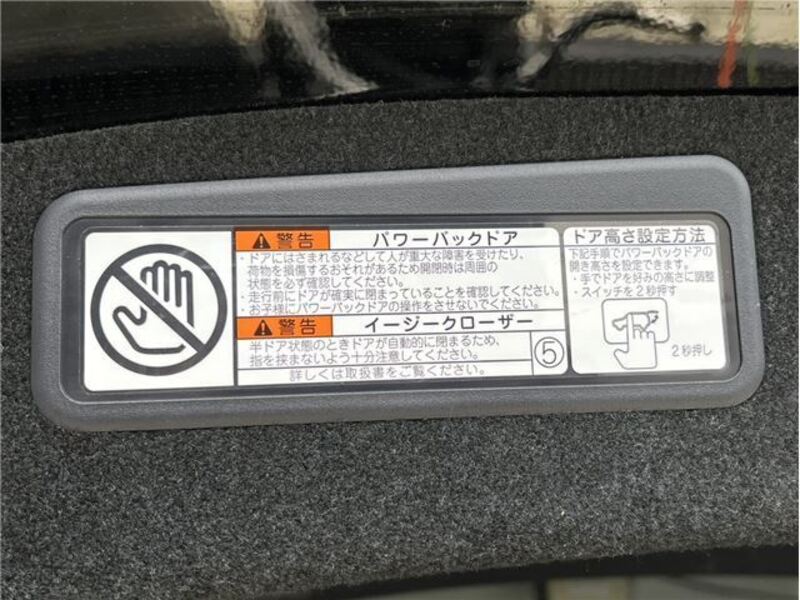 警告 パワーバックドア
・ドアにはさまれるなどして人が重大な障害を受けたり、
荷物を損傷するおそれがあるため開閉時は周囲の
状態を必ず確認してください。
・走行前にドアが確実に閉まっていることを確認してください。
・お子様にパワーバックドアの操作をさせないでください。
警告 イージークローザー
半ドア状態のときドアが自動的に閉まるため、
指を挟まないよう十分注意してください。
⑤
詳しくは取扱書をご覧ください。
ドア高さ設定方法
下記手順でパワーバックドアの
開き高さを設定できます。
・手でドアを好みの高さに調整
・スイッチを2秒押す
2秒押し